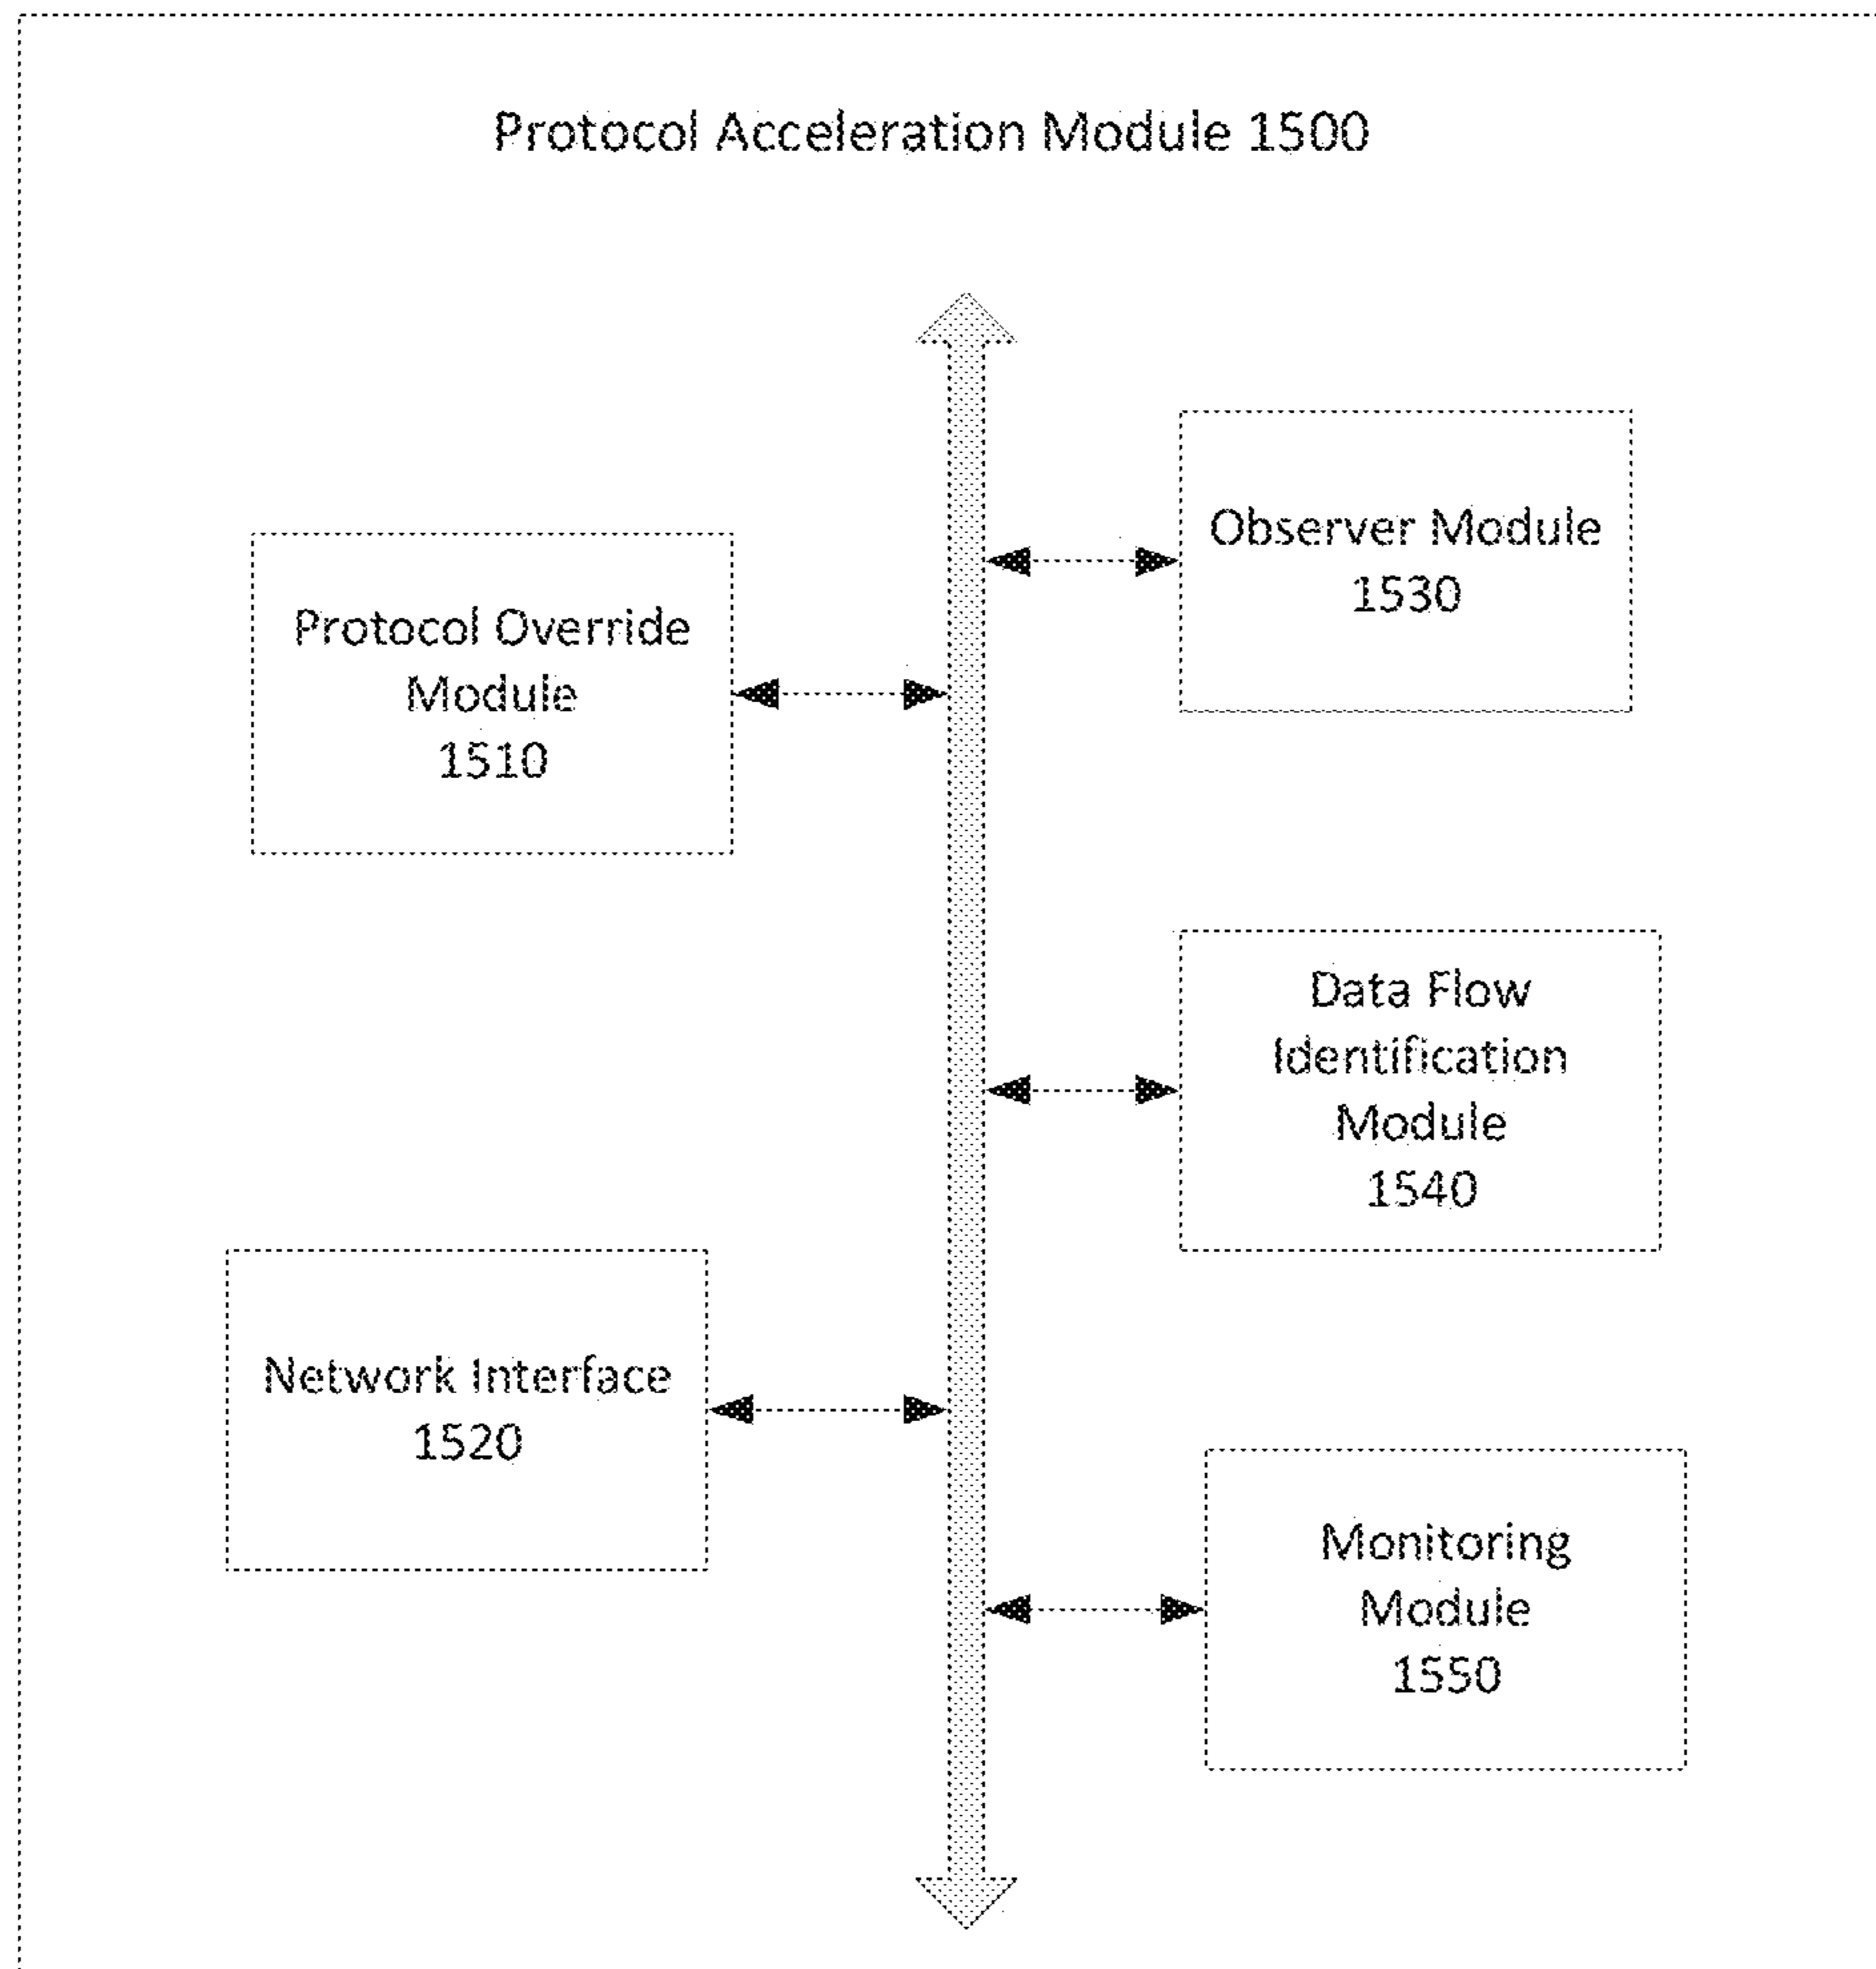 Protocol Acceleration Module 1500
Observer Module
1530
Protocol Override
Module
1510
Data Flow
Identification
Module
1540
Network Interface
1520
Monitoring
Module
1550